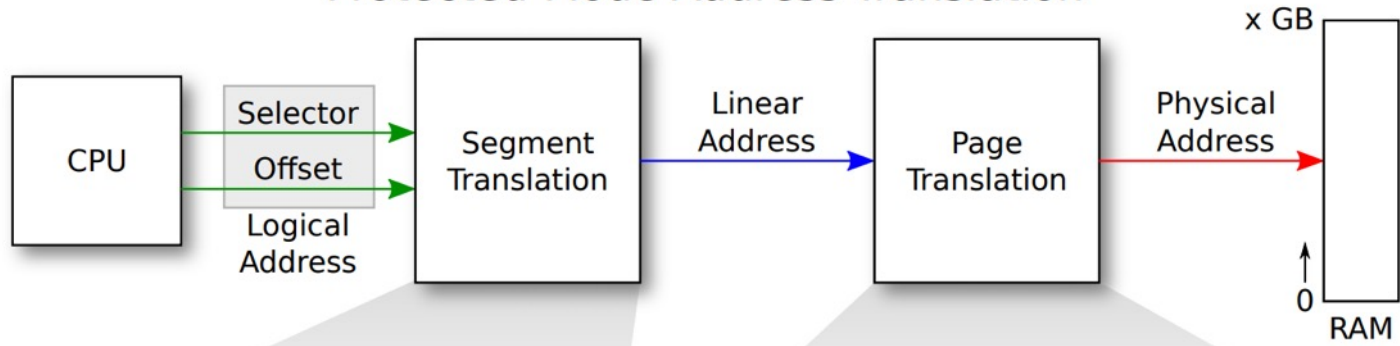 CPU
Selector
Offset
Logical
Address
Segment
Translation
Linear
Address
Page
Translation
Physical
Address
x GB
0
RAM